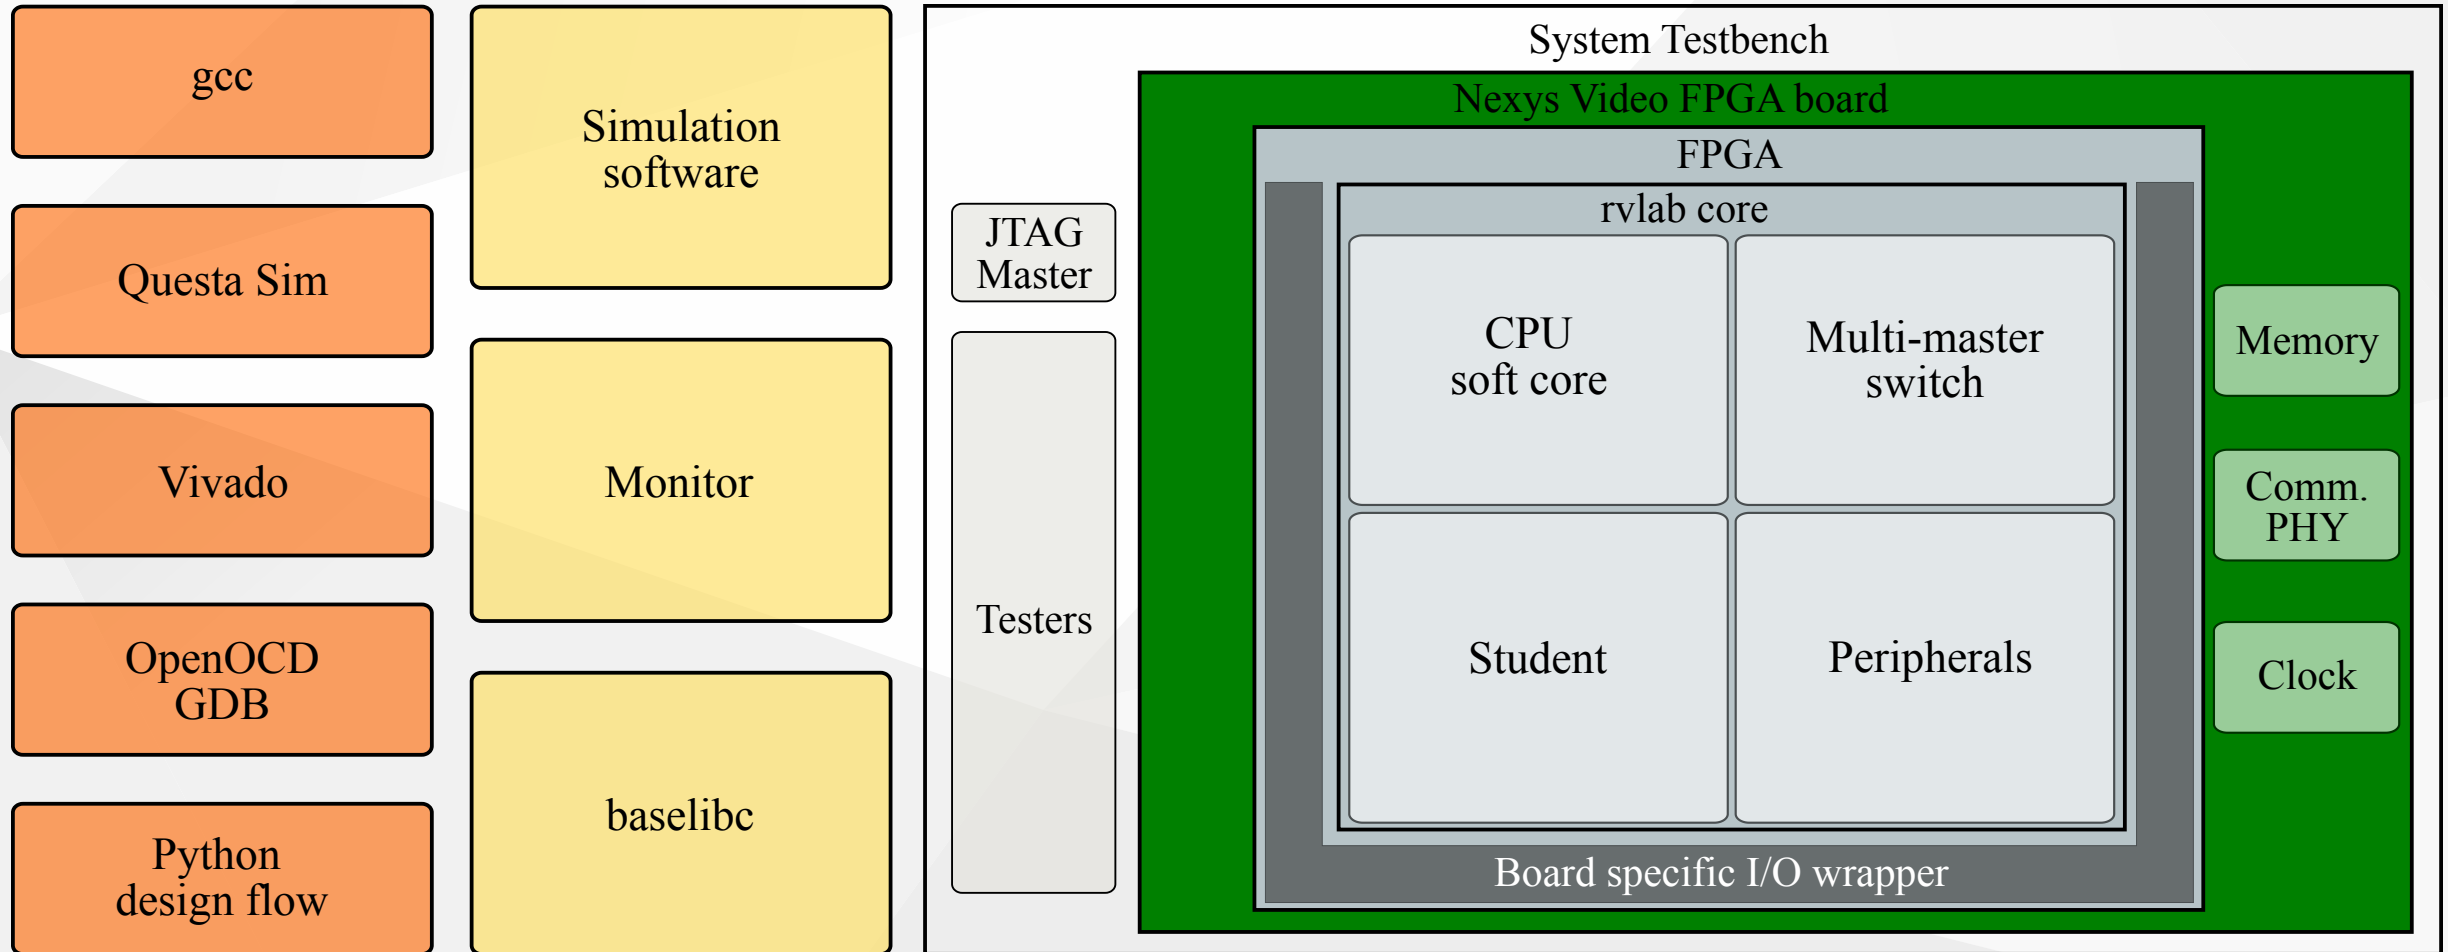 gcc
Questa Sim
Vivado
OpenOCD
GDB
Python
design flow
Simulation
software
Monitor
baselibc
System Testbench
JTAG
Master
Testers
Nexys Video FPGA board
FPGA
rvlab core
CPU
soft core
Multi-master
switch
Student
Peripherals
Board specific I/O wrapper
Memory
Comm.
PHY
Clock